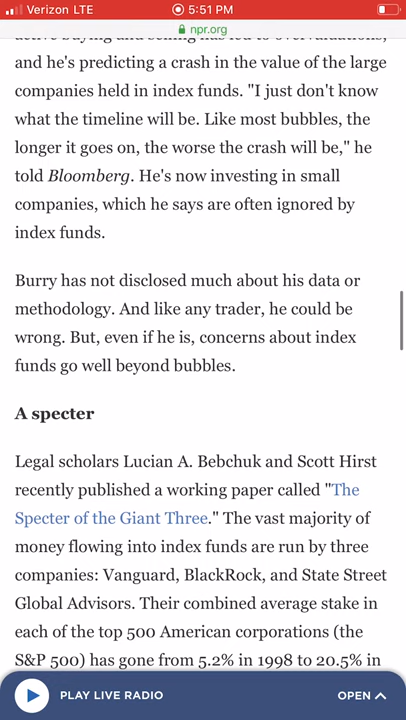 Verizon LTE 5:51 PM
npr.org
active buying and selling has led to overvaluations,
and he's predicting a crash in the value of the large
companies held in index funds. "I just don't know
what the timeline will be. Like most bubbles, the
longer it goes on, the worse the crash will be," he
told Bloomberg. He's now investing in small
companies, which he says are often ignored by
index funds.
Burry has not disclosed much about his data or
methodology. And like any trader, he could be
wrong. But, even if he is, concerns about index
funds go well beyond bubbles.
A specter
Legal scholars Lucian A. Bebchuk and Scott Hirst
recently published a working paper called "The
Specter of the Giant Three." The vast majority of
money flowing into index funds are run by three
companies: Vanguard, BlackRock, and State Street
Global Advisors. Their combined average stake in
each of the top 500 American corporations (the
S&P 500) has gone from 5.2% in 1998 to 20.5% in
PLAY LIVE RADIO
OPEN